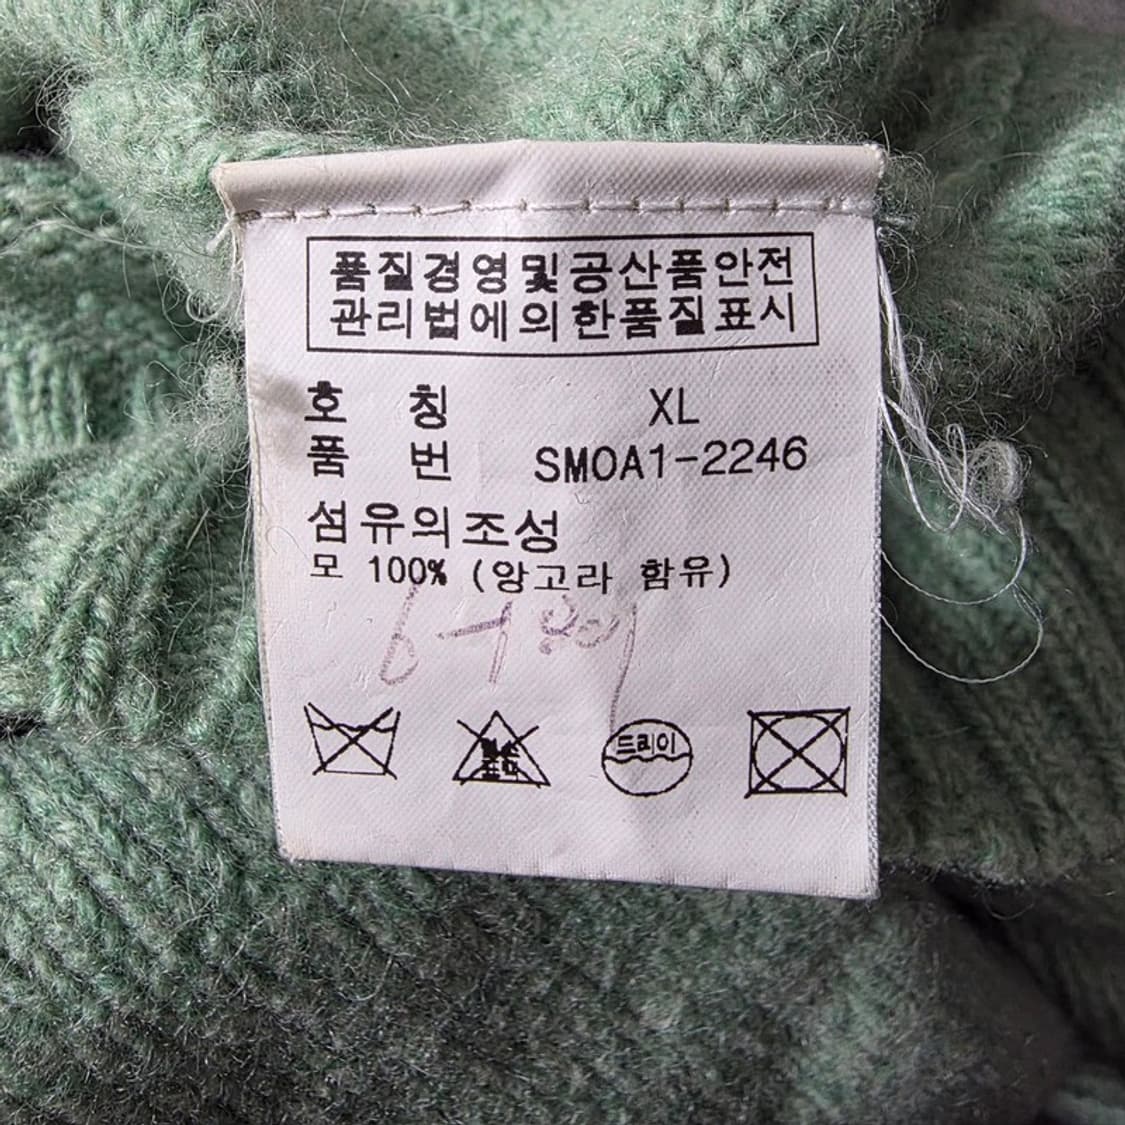 품질경영및공산품안전
관리법에의한품질표시
호 칭 XL
품 번 SMOA1-2246
섬유의조성
모 100% (앙고라 함유)
드라이